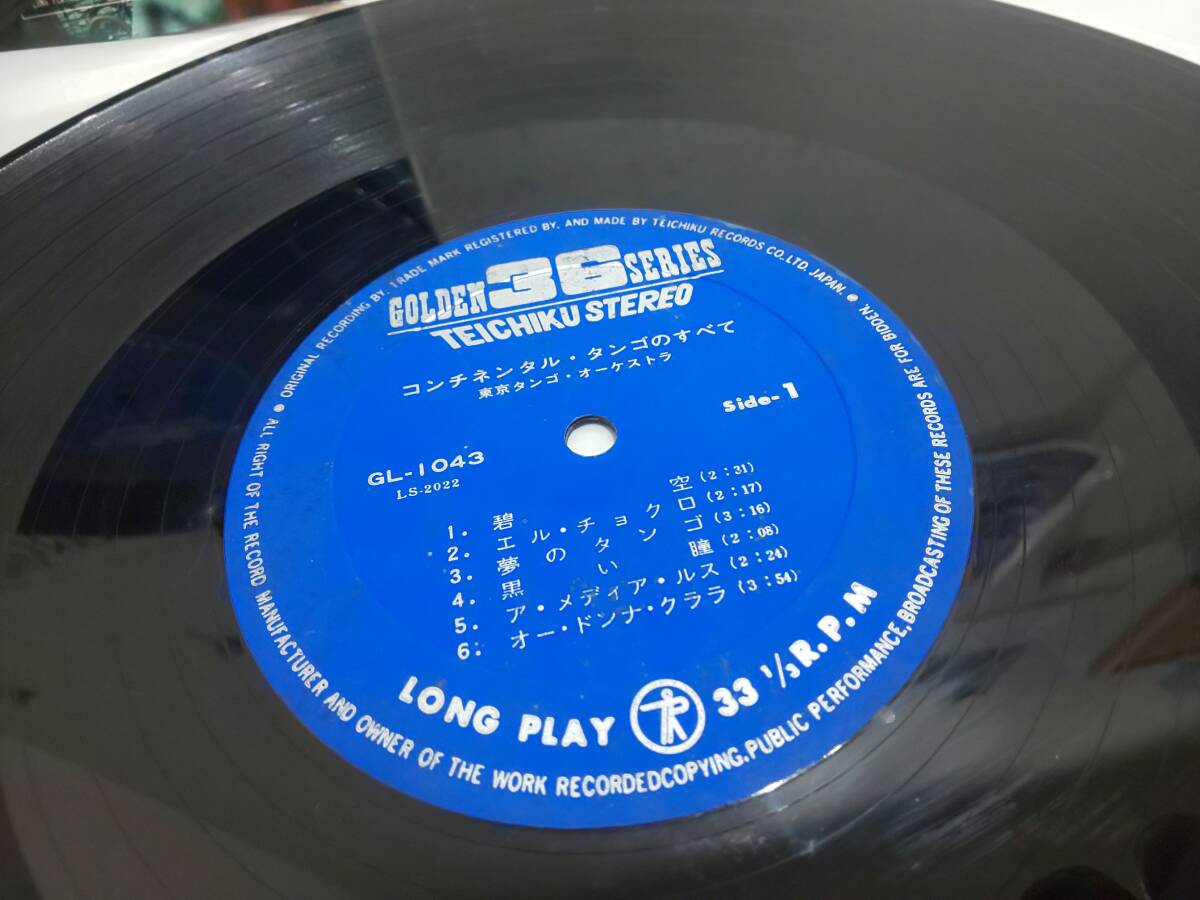 ● ORIGINAL RECORDING BY. TRADE MARK REGISTERED BY. AND MADE BY TEICHIKU RECORDS CO.LTD. JAPAN. ●
GOLDEN 36 SERIES
TEICHIKU STEREO
コンチネンタル・タンゴのすべて
東京タンゴ・オーケストラ
Side-1
GL-1043
LS-2022
1. 碧空(2:31)
2. エル・チョクロ(2:17)
3. 夢のタンゴ(3:16)
4. 黒い瞳(2:08)
5. ア・メディア・ルス(2:24)
6. オー・ドンナ・クララ(3:54)
LONG PLAY 33 1/3 R.P.M
● ALL RIGHT OF THE RECORD MANUFACTURER AND OWNER OF THE WORK RECORDEDCOPYING.PUBLIC PERFORMANCE, BROADCASTING OF THESE RECORDS ARE FOR BIDDEN.